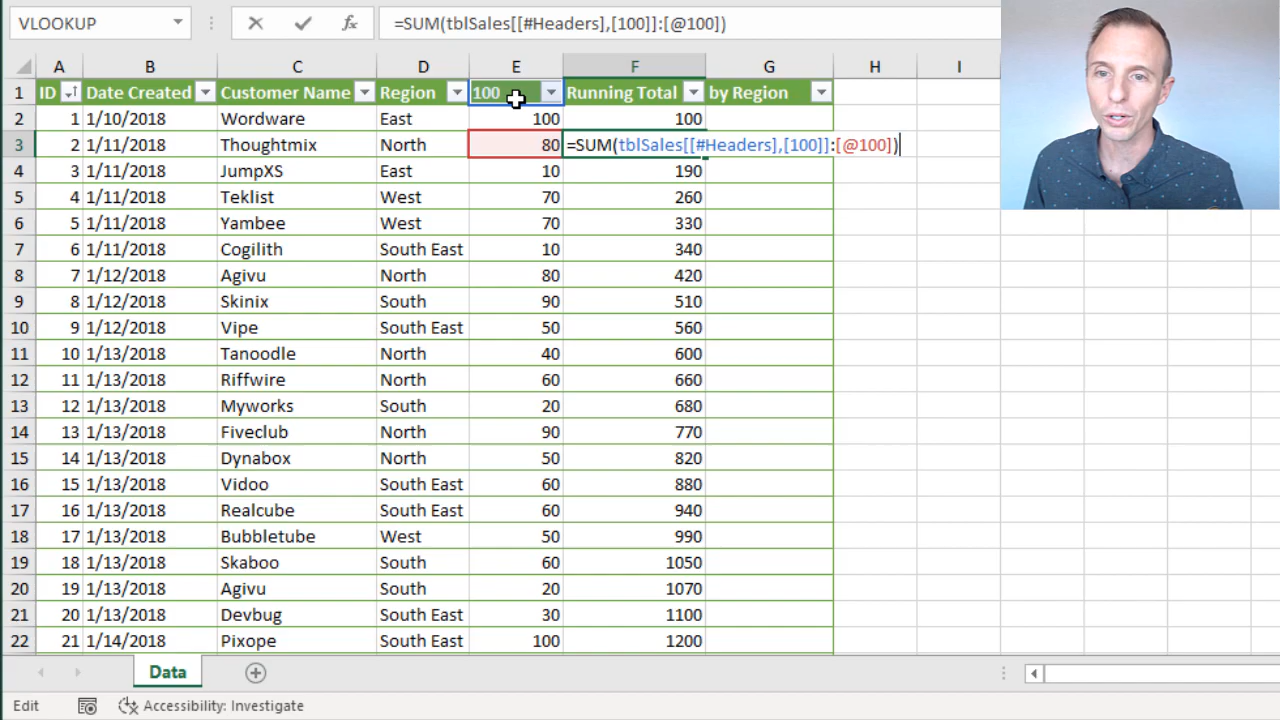 VLOOKUP fx =SUM(tblSales[[#Headers],[100]]:[@100])
A B C D E F G H I
1 ID Date Created Customer Name Region 100 Running Total by Region
2 1 1/10/2018 Wordware East 100 100
3 2 1/11/2018 Thoughtmix North 80 =SUM(tblSales[[#Headers],[100]]:[@100])
4 3 1/11/2018 JumpXS East 10 190
5 4 1/11/2018 Teklist West 70 260
6 5 1/11/2018 Yambee West 70 330
7 6 1/11/2018 Cogilith South East 10 340
8 7 1/12/2018 Agivu North 80 420
9 8 1/12/2018 Skinix South 90 510
10 9 1/12/2018 Vipe South East 50 560
11 10 1/13/2018 Tanoodle North 40 600
12 11 1/13/2018 Riffwire North 60 660
13 12 1/13/2018 Myworks South 20 680
14 13 1/13/2018 Fiveclub North 90 770
15 14 1/13/2018 Dynabox North 50 820
16 15 1/13/2018 Vidoo South East 60 880
17 16 1/13/2018 Realcube South East 60 940
18 17 1/13/2018 Bubbletube West 50 990
19 18 1/13/2018 Skaboo South 60 1050
20 19 1/13/2018 Agivu South 20 1070
21 20 1/13/2018 Devbug South East 30 1100
22 21 1/14/2018 Pixope South East 100 1200
Data
Edit Accessibility: Investigate